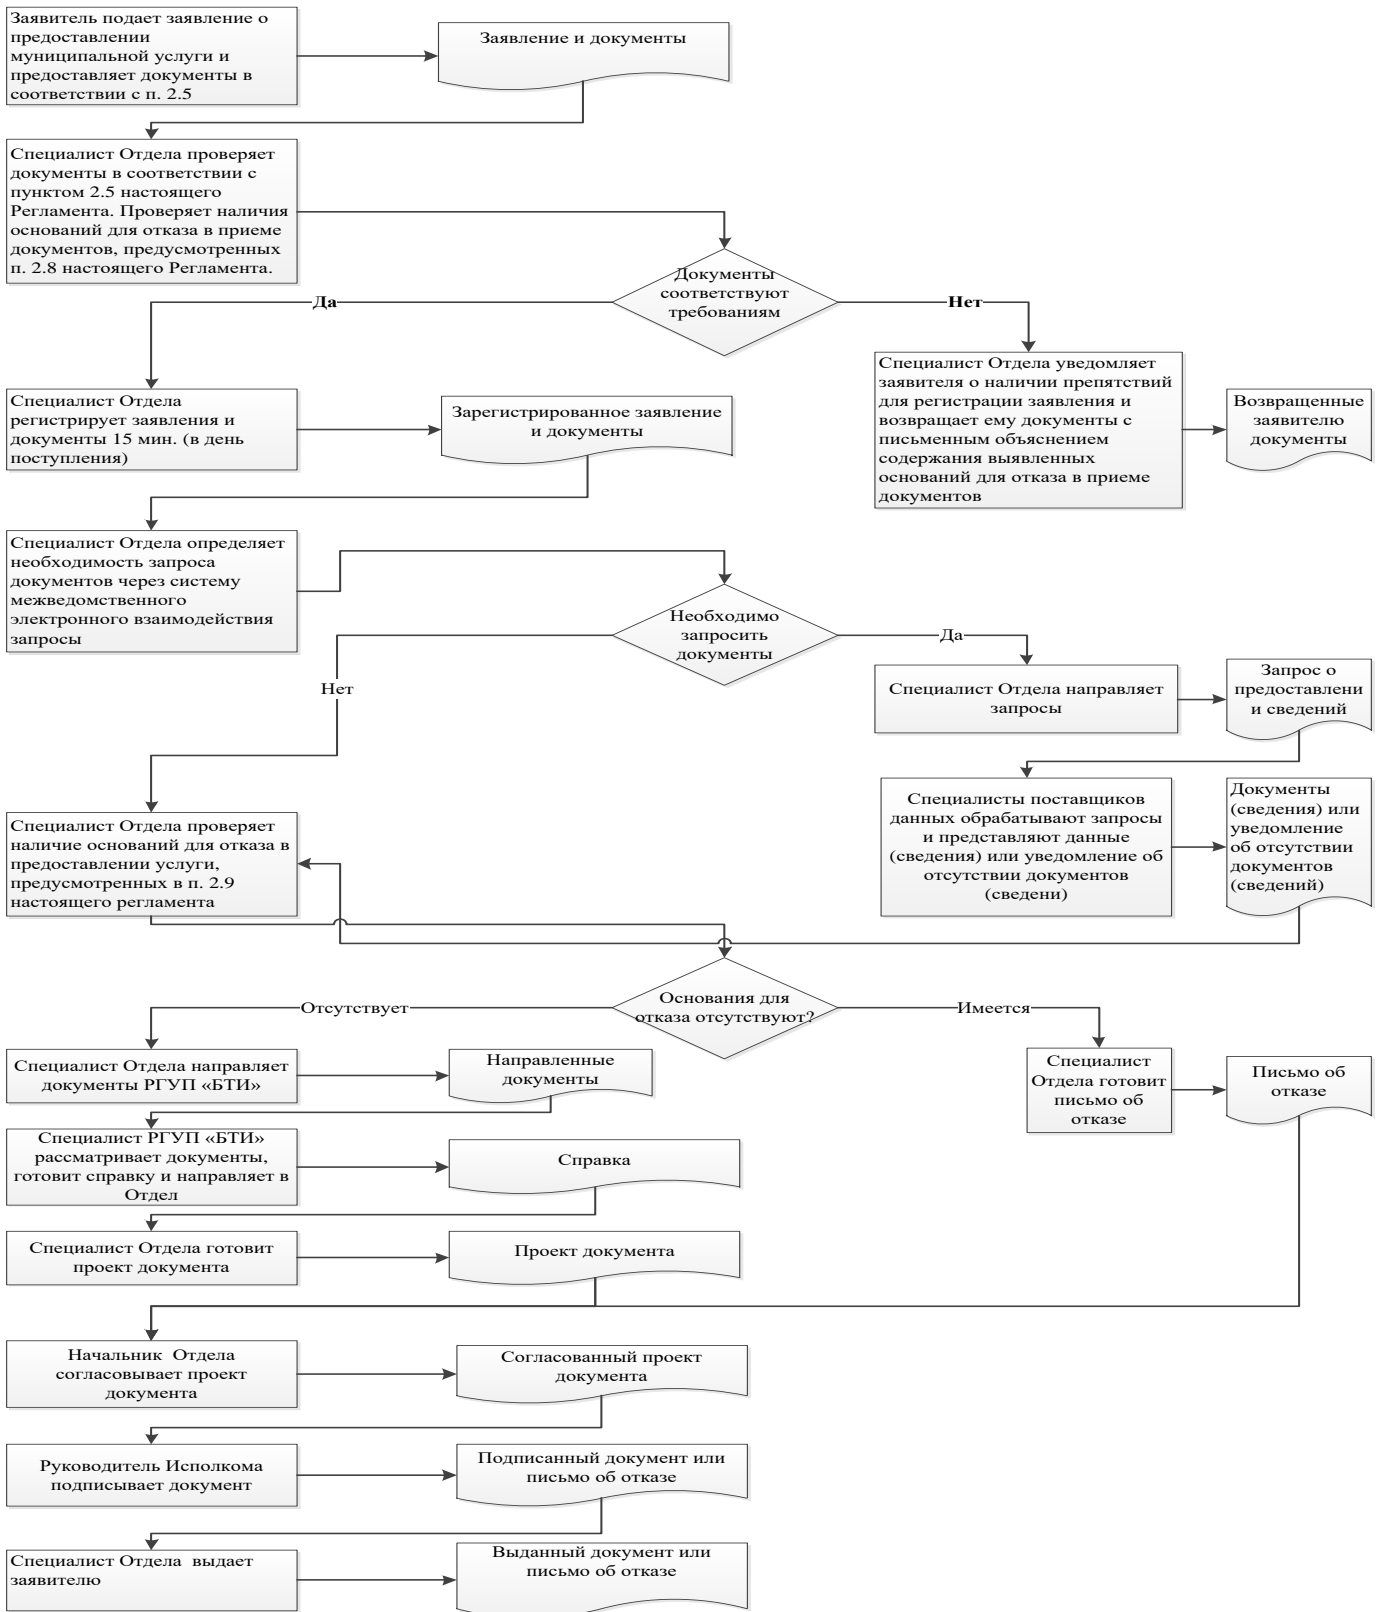 Заявитель подает заявление о
предоставлении
муниципальной услуги и
предоставляет документы в
соответствии с п. 2.5
Заявление и документы
Специалист Отдела проверяет
документы в соответствии с
пунктом 2.5 настоящего
Регламента. Проверяет наличия
оснований для отказа в приеме
документов, предусмотренных
п. 2.8 настоящего Регламента.
Документы
соответствуют
требованиям
Да
Нет
Специалист Отдела
регистрирует заявления и
документы 15 мин. (в день
поступления)
Зарегистрированное заявление
и документы
Специалист Отдела уведомляет
заявителя о наличии препятствий
для регистрации заявления и
возвращает ему документы с
письменным объяснением
содержания выявленных
оснований для отказа в приеме
документов
Возвращенные
заявителю
документы
Специалист Отдела определяет
необходимость запроса
документов через систему
межведомственного
электронного взаимодействия
запросы
Необходимо
запросить
документы
Да
Нет
Специалист Отдела направляет
запросы
Запрос о
предоставлени
и сведений
Специалисты поставщиков
данных обрабатывают запросы
и представляют данные
(сведения) или уведомление об
отсутствии документов
(сведени)
Документы
(сведения) или
уведомление
об отсутствии
документов
(сведений)
Специалист Отдела проверяет
наличие оснований для отказа в
предоставлении услуги,
предусмотренных в п. 2.9
настоящего регламента
Основания для
отказа отсутствуют?
Отсутствует
Имеется
Специалист Отдела направляет
документы РГУП «БТИ»
Направленные
документы
Специалист
Отдела готовит
письмо об
отказе
Письмо об
отказе
Специалист РГУП «БТИ»
рассматривает документы,
готовит справку и направляет в
Отдел
Справка
Специалист Отдела готовит
проект документа
Проект документа
Начальник  Отдела
согласовывает проект
документа
Согласованный проект
документа
Руководитель Исполкома
подписывает документ
Подписанный документ или
письмо об отказе
Специалист Отдела  выдает
заявителю
Выданный документ или
письмо об отказе